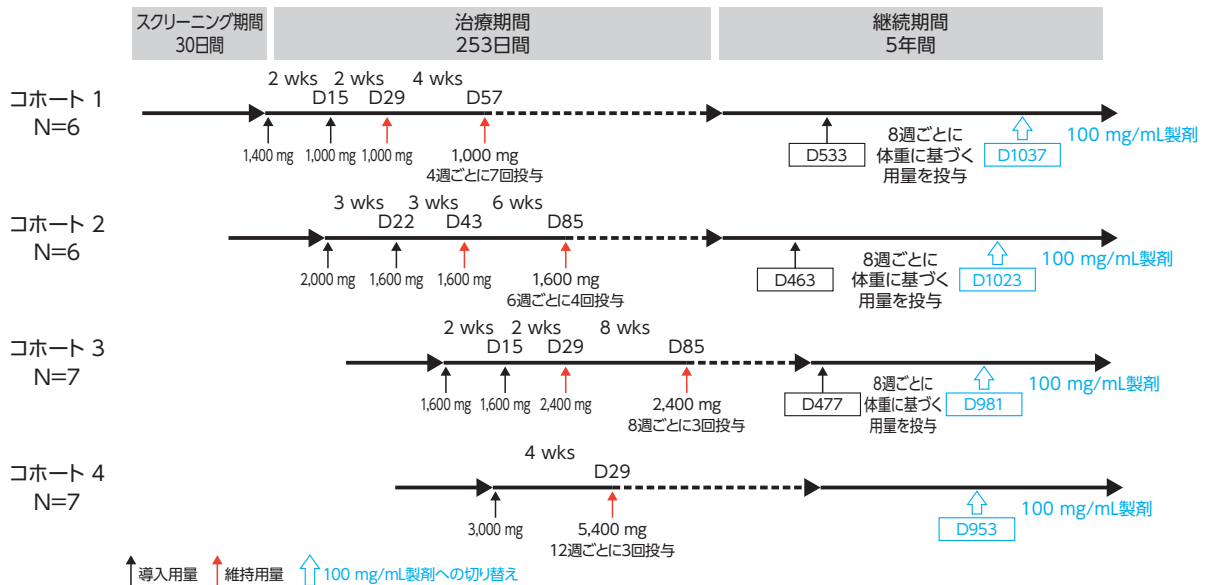 スクリーニング期間
30日間
治療期間
253日間
継続期間
5年間
コホート 1
N=6
2 wks 2 wks 4 wks
D15 D29 D57
1,400 mg 1,000 mg 1,000 mg 1,000 mg
4週ごとに7回投与
D533
8週ごとに
体重に基づく
用量を投与
D1037
100 mg/mL製剤
コホート 2
N=6
3 wks 3 wks 6 wks
D22 D43 D85
2,000 mg 1,600 mg 1,600 mg 1,600 mg
6週ごとに4回投与
D463
8週ごとに
体重に基づく
用量を投与
D1023
100 mg/mL製剤
コホート 3
N=7
2 wks 2 wks 8 wks
D15 D29 D85
1,600 mg 1,600 mg 2,400 mg 2,400 mg
8週ごとに3回投与
D477
8週ごとに
体重に基づく
用量を投与
D981
100 mg/mL製剤
コホート 4
N=7
4 wks
D29
3,000 mg 5,400 mg
12週ごとに3回投与
D953
100 mg/mL製剤
導入用量 維持用量 100 mg/mL製剤への切り替え